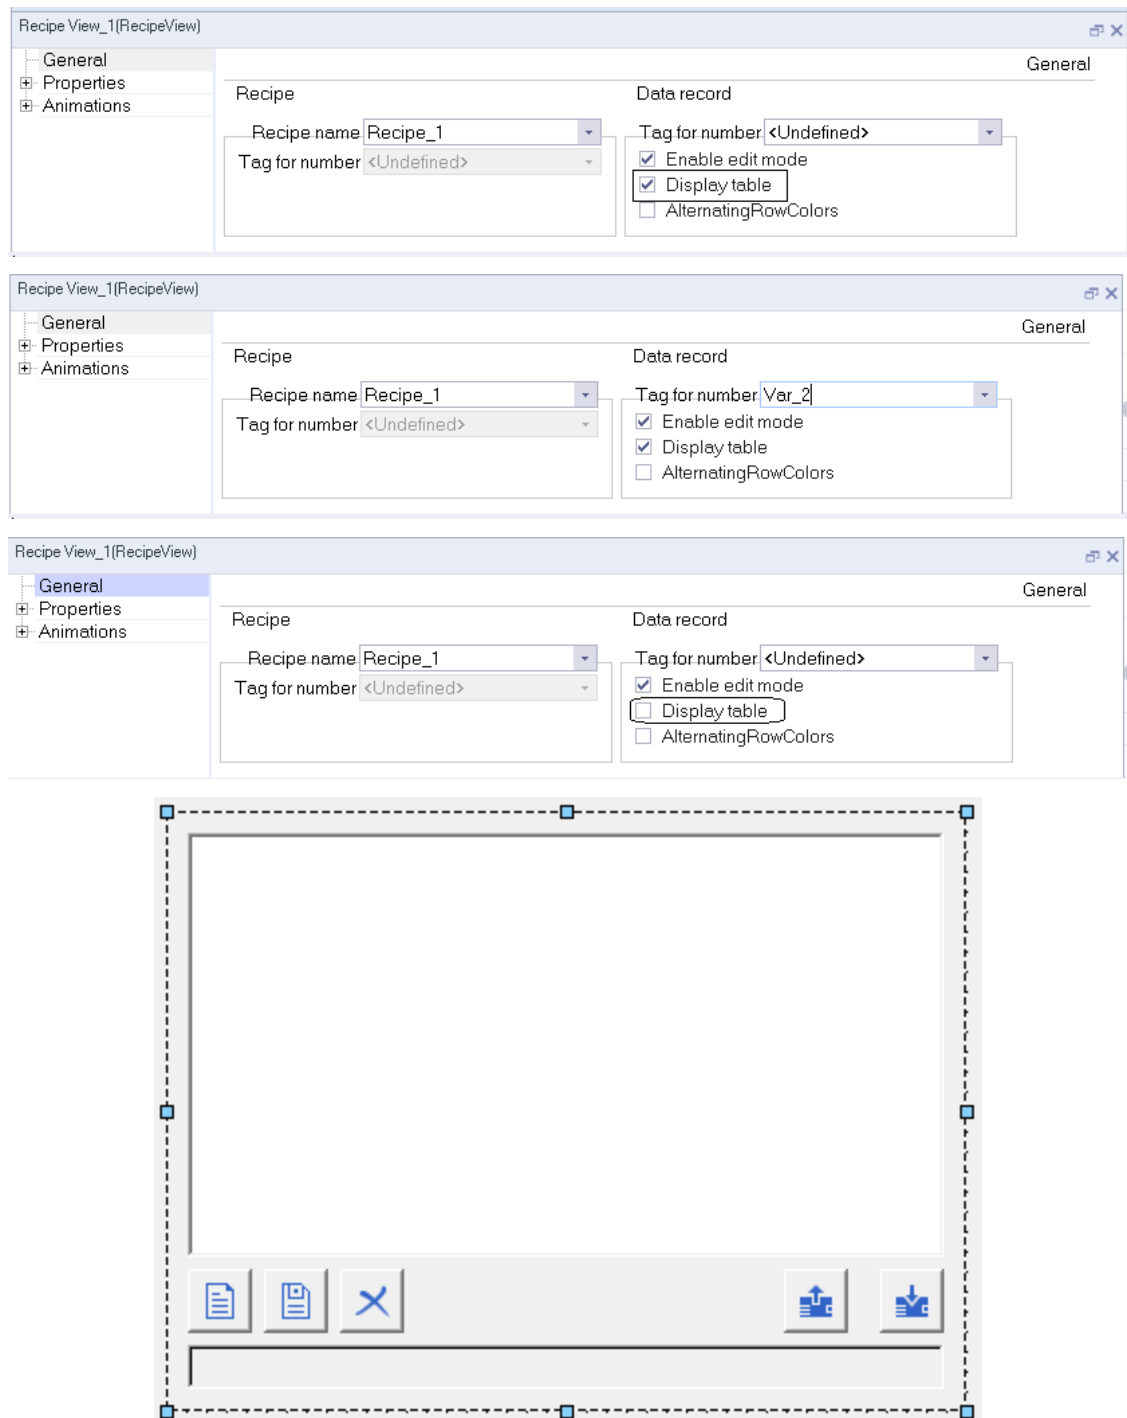 Recipe View_1(RecipeView)
General
Properties
Animations
General
Recipe
Data record
Recipe name Recipe_1
Tag for number <Undefined>
Tag for number <Undefined>
Enable edit mode
Display table
AlternatingRowColors
Recipe View_1(RecipeView)
General
Properties
Animations
General
Recipe
Data record
Recipe name Recipe_1
Tag for number <Undefined>
Tag for number Var_2
Enable edit mode
Display table
AlternatingRowColors
Recipe View_1(RecipeView)
General
Properties
Animations
General
Recipe
Data record
Recipe name Recipe_1
Tag for number <Undefined>
Tag for number <Undefined>
Enable edit mode
Display table
AlternatingRowColors